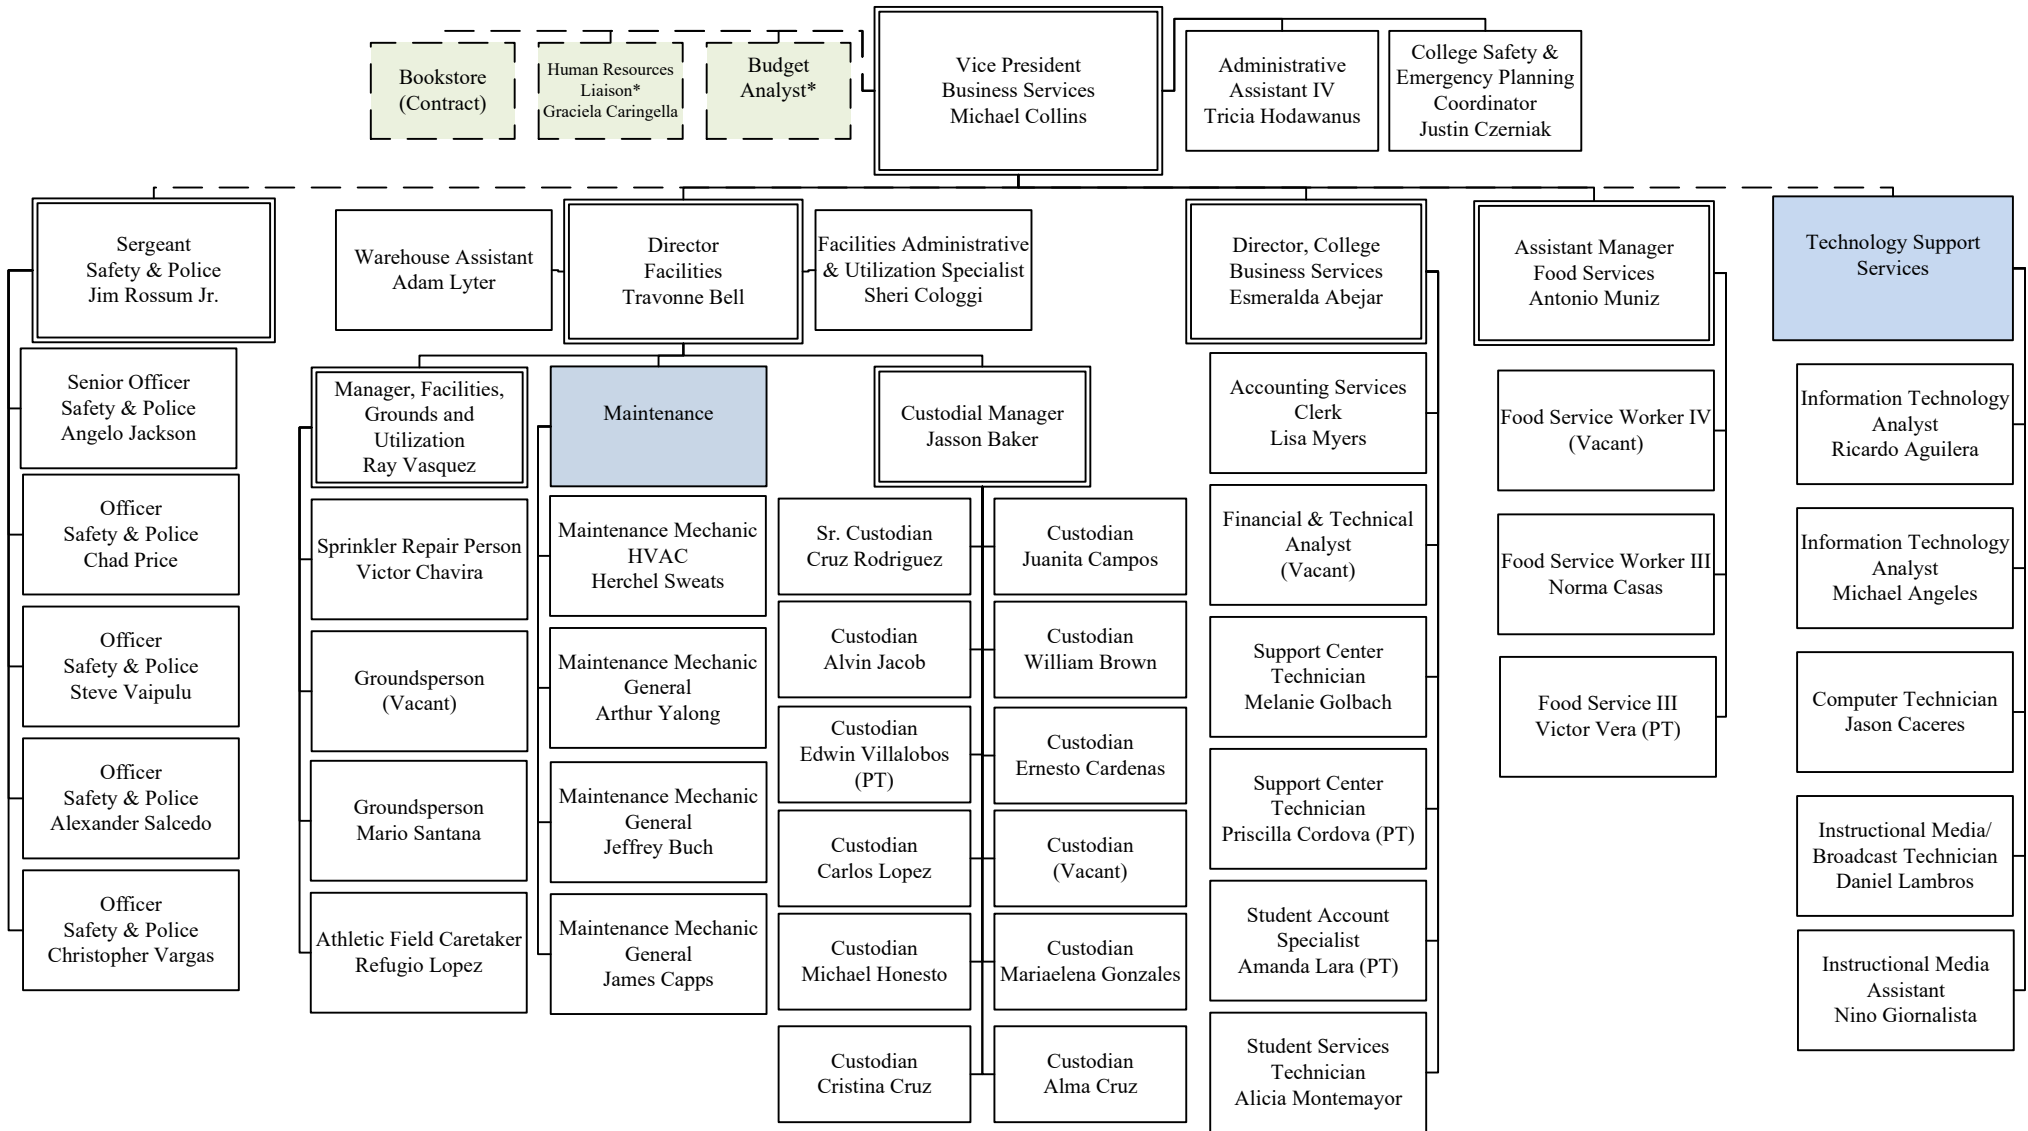 Bookstore
(Contract)
Human Resources
Liaison*
Graciela Caringella
Budget
Analyst*
Vice President
Business Services
Michael Collins
Administrative
Assistant IV
Tricia Hodawanus
College Safety &
Emergency Planning
Coordinator
Justin Czerniak
Sergeant
Safety & Police
Jim Rossum Jr.
Warehouse Assistant
Adam Lyter
Director
Facilities
Travonne Bell
Facilities Administrative
& Utilization Specialist
Sheri Cologgi
Director, College
Business Services
Esmeralda Abejar
Assistant Manager
Food Services
Antonio Muniz
Technology Support
Services
Senior Officer
Safety & Police
Angelo Jackson
Officer
Safety & Police
Chad Price
Officer
Safety & Police
Steve Vaipulu
Officer
Safety & Police
Alexander Salcedo
Officer
Safety & Police
Christopher Vargas
Manager, Facilities,
Grounds and
Utilization
Ray Vasquez
Sprinkler Repair Person
Victor Chavira
Groundsperson
(Vacant)
Groundsperson
Mario Santana
Athletic Field Caretaker
Refugio Lopez
Maintenance
Maintenance Mechanic
HVAC
Herchel Sweats
Maintenance Mechanic
General
Arthur Yalong
Maintenance Mechanic
General
Jeffrey Buch
Maintenance Mechanic
General
James Capps
Custodial Manager
Jasson Baker
Sr. Custodian
Cruz Rodriguez
Custodian
Alvin Jacob
Custodian
Edwin Villalobos
(PT)
Custodian
Carlos Lopez
Custodian
Michael Honesto
Custodian
Cristina Cruz
Custodian
Juanita Campos
Custodian
William Brown
Custodian
Ernesto Cardenas
Custodian
(Vacant)
Custodian
Mariaelena Gonzales
Custodian
Alma Cruz
Accounting Services
Clerk
Lisa Myers
Financial & Technical
Analyst
(Vacant)
Support Center
Technician
Melanie Golbach
Support Center
Technician
Priscilla Cordova (PT)
Student Account
Specialist
Amanda Lara (PT)
Student Services
Technician
Alicia Montemayor
Food Service Worker IV
(Vacant)
Food Service Worker III
Norma Casas
Food Service III
Victor Vera (PT)
Information Technology
Analyst
Ricardo Aguilera
Information Technology
Analyst
Michael Angeles
Computer Technician
Jason Caceres
Instructional Media/
Broadcast Technician
Daniel Lambros
Instructional Media
Assistant
Nino Giornalista